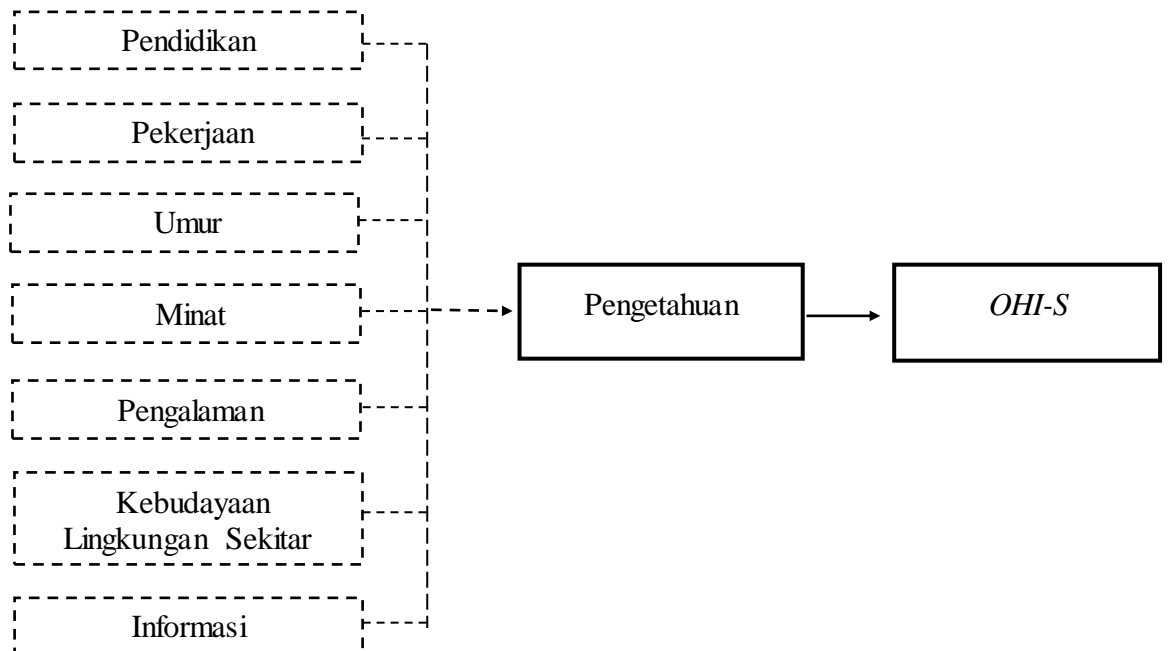 Pendidikan
Pekerjaan
Umur
Minat
Pengetahuan
OHI-S
Pengalaman
Kebudayaan
Lingkungan Sekitar
Informasi